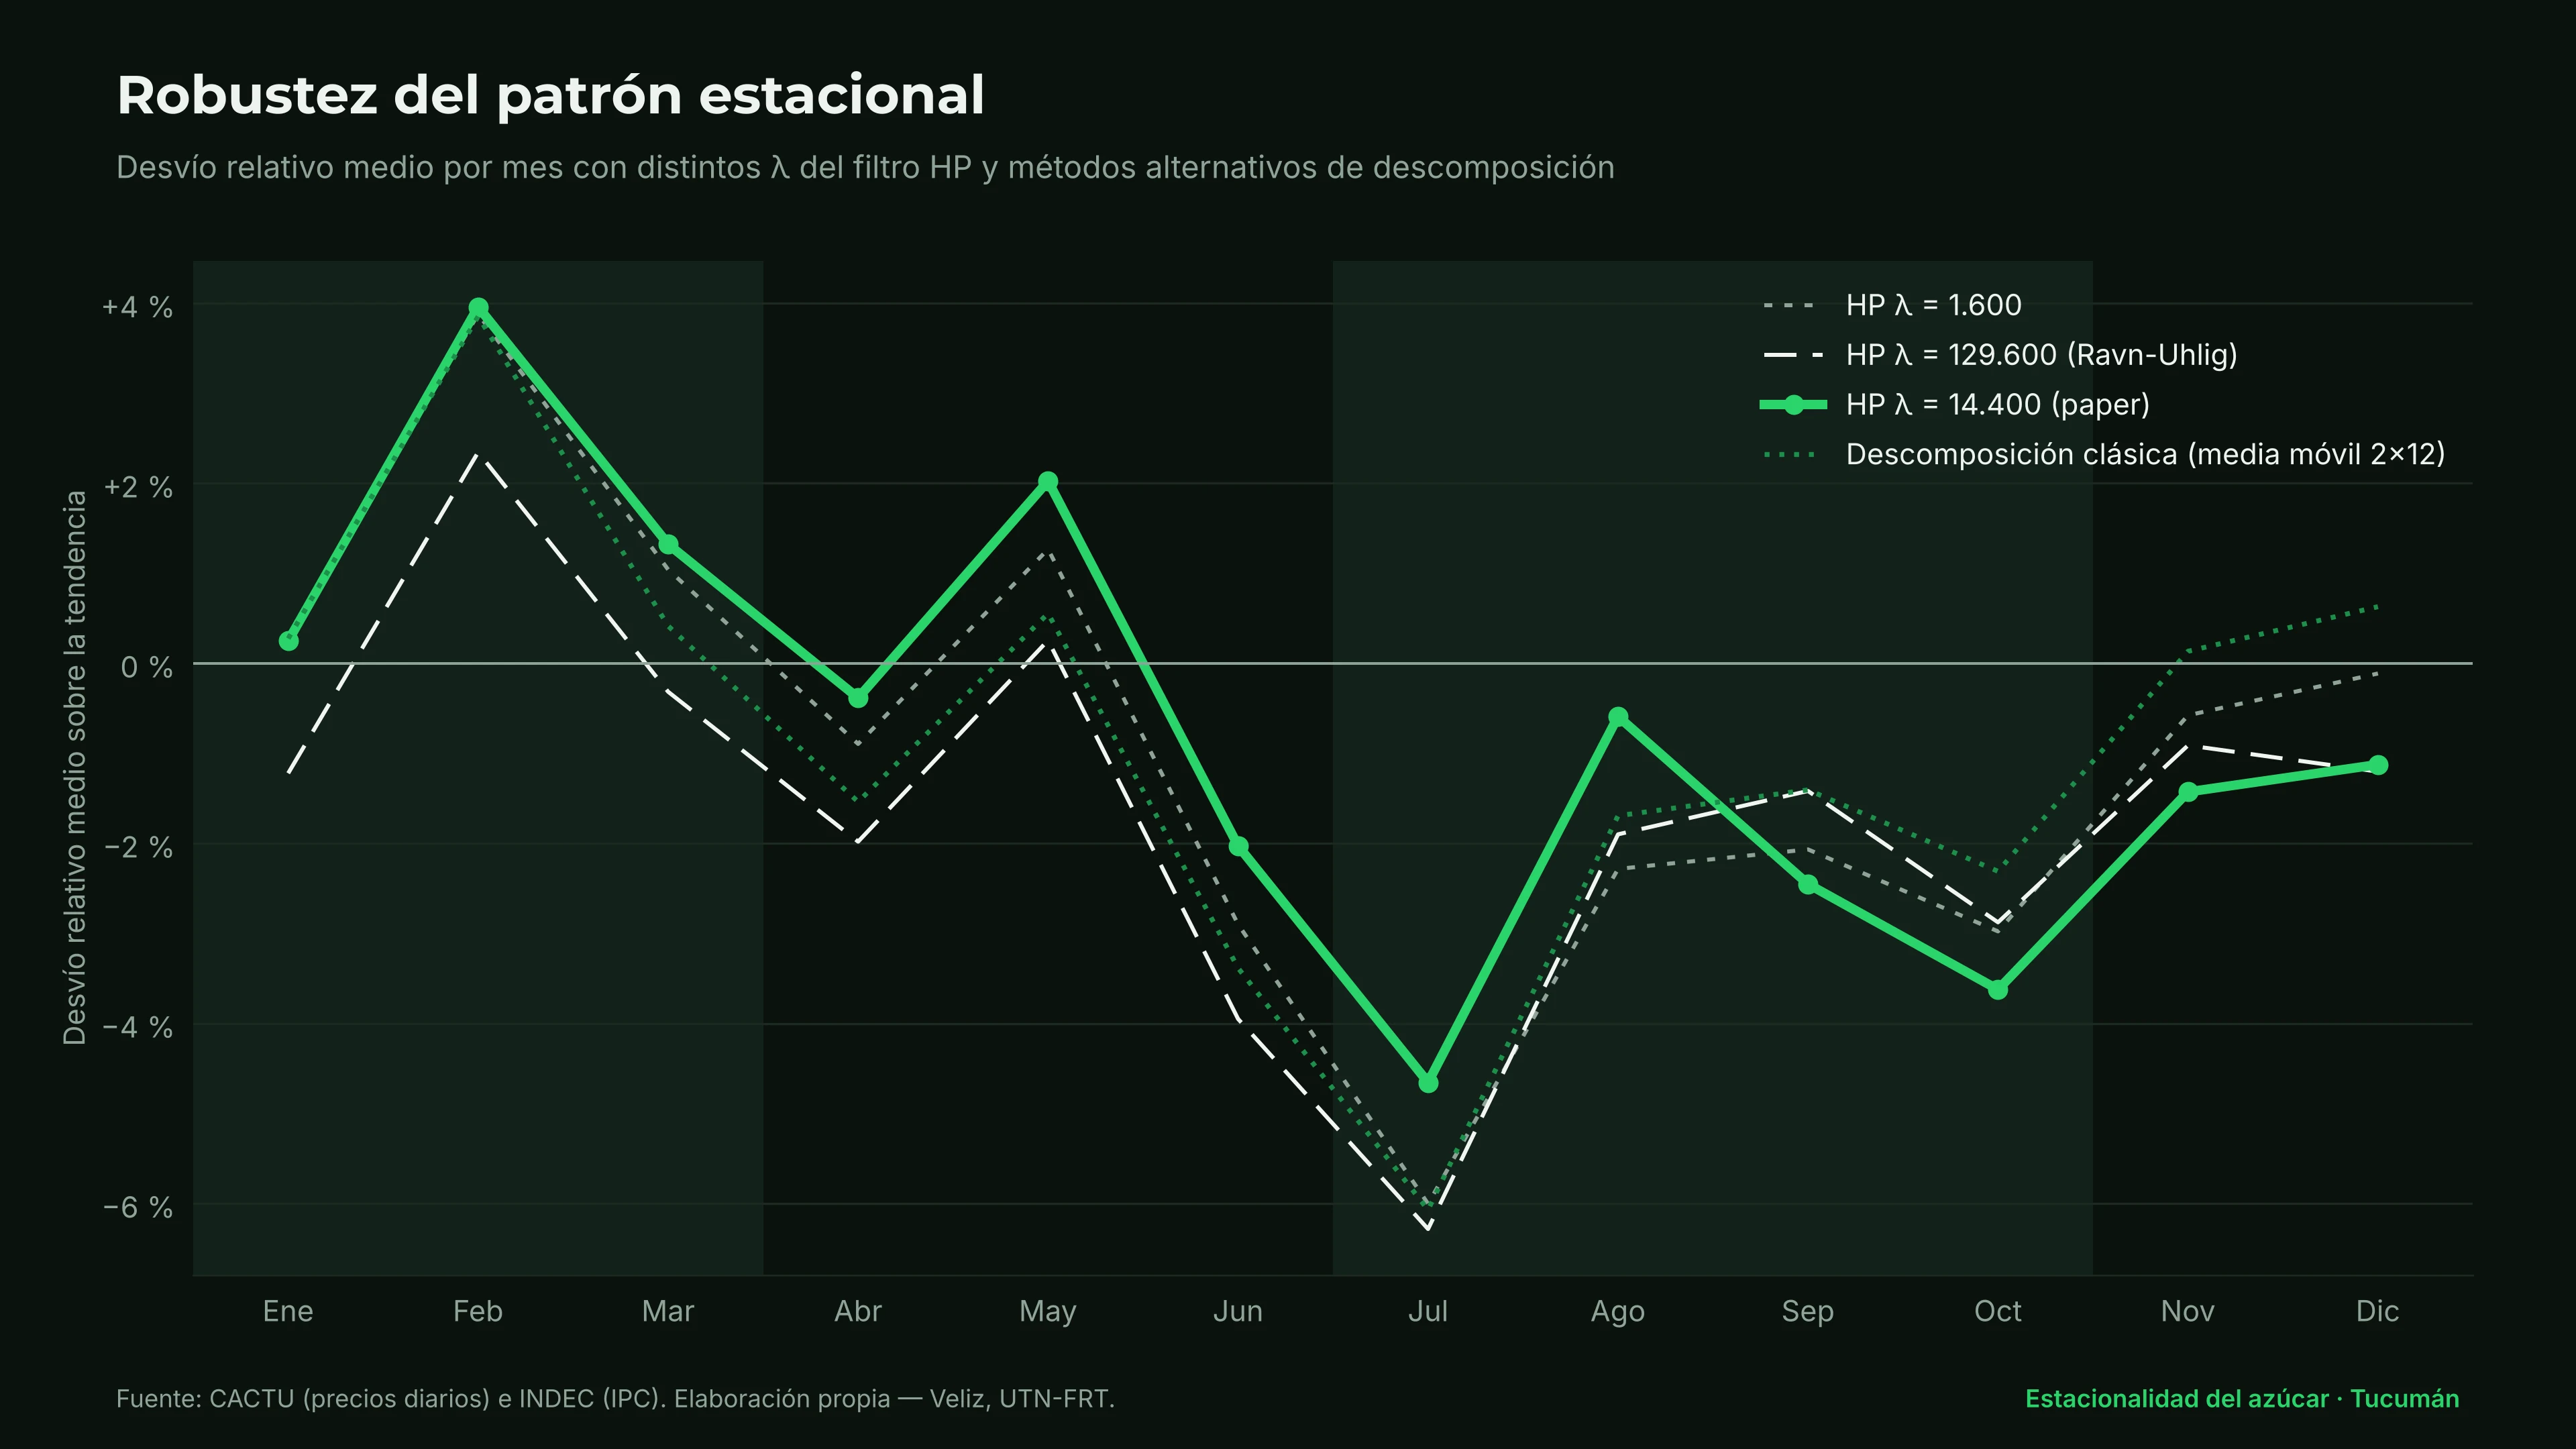 Robustez del patrón estacional
Desvío relativo medio por mes con distintos λ del filtro HP y métodos alternativos de descomposición
HP λ = 1.600
HP λ = 129.600 (Ravn-Uhlig)
HP λ = 14.400 (paper)
Descomposición clásica (media móvil 2×12)
Desvío relativo medio sobre la tendencia
+4 %
+2 %
0 %
−2 %
−4 %
−6 %
Ene Feb Mar Abr May Jun Jul Ago Sep Oct Nov Dic
Fuente: CACTU (precios diarios) e INDEC (IPC). Elaboración propia — Veliz, UTN-FRT.
Estacionalidad del azúcar · Tucumán